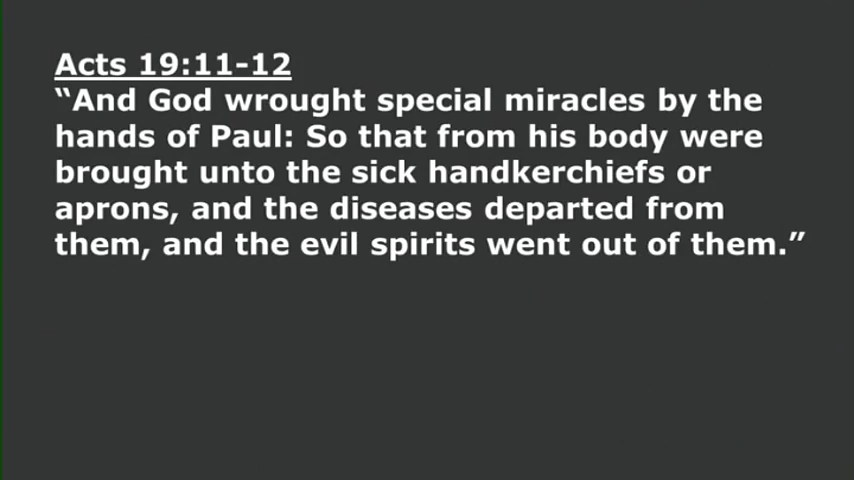 Acts 19:11-12
“And God wrought special miracles by the
hands of Paul: So that from his body were
brought unto the sick handkerchiefs or
aprons, and the diseases departed from
them, and the evil spirits went out of them.”